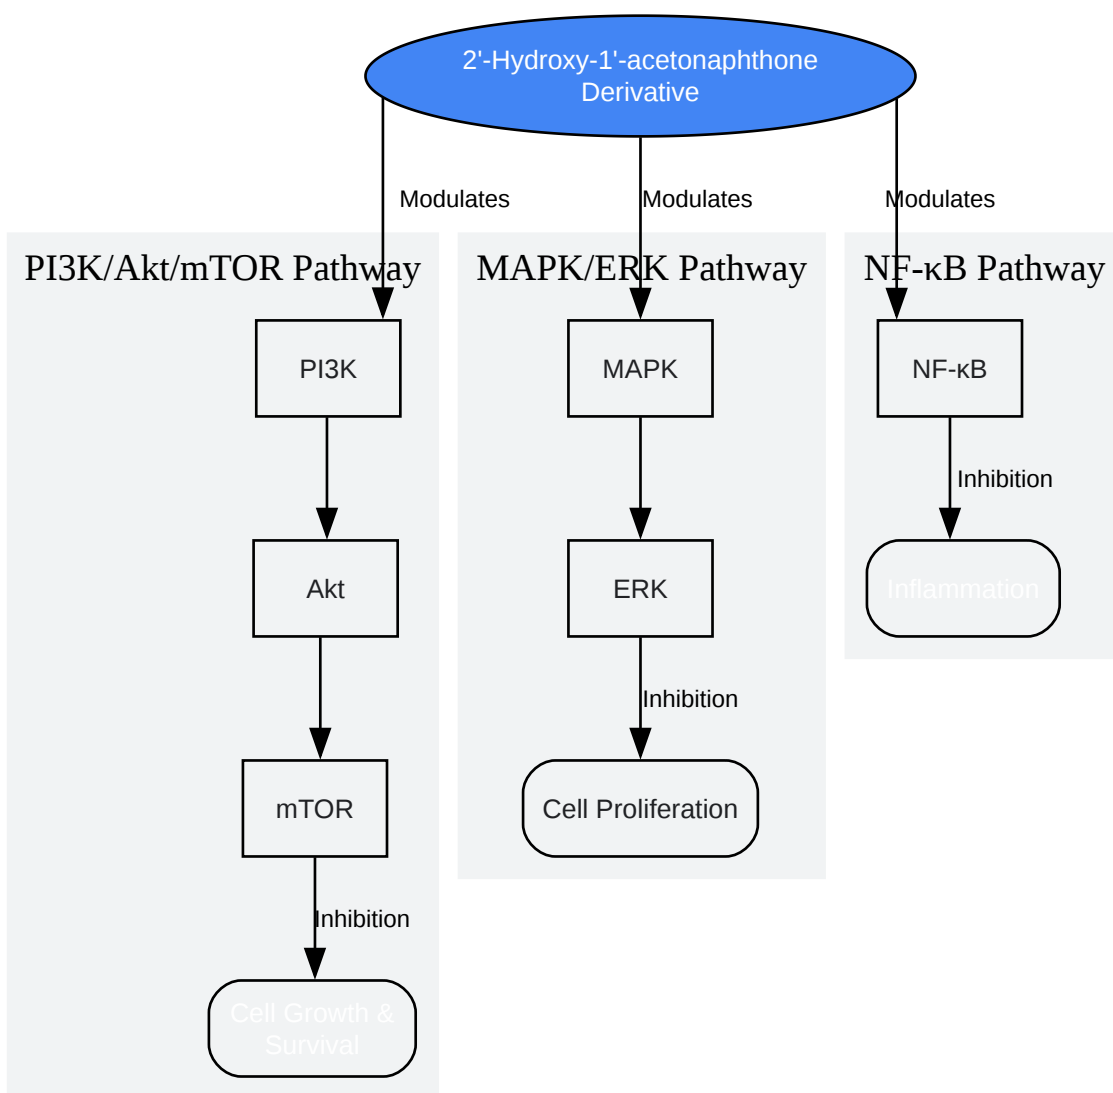 2'-Hydroxy-1'-acetonaphthone
Derivative
Modulates
Modulates
Modulates
PI3K/Akt/mTOR Pathway
MAPK/ERK Pathway
NF-κB Pathway
PI3K
MAPK
NF-κB
Inhibition
Akt
ERK
Inflammation
Inhibition
mTOR
Cell Proliferation
Inhibition
Cell Growth &
Survival